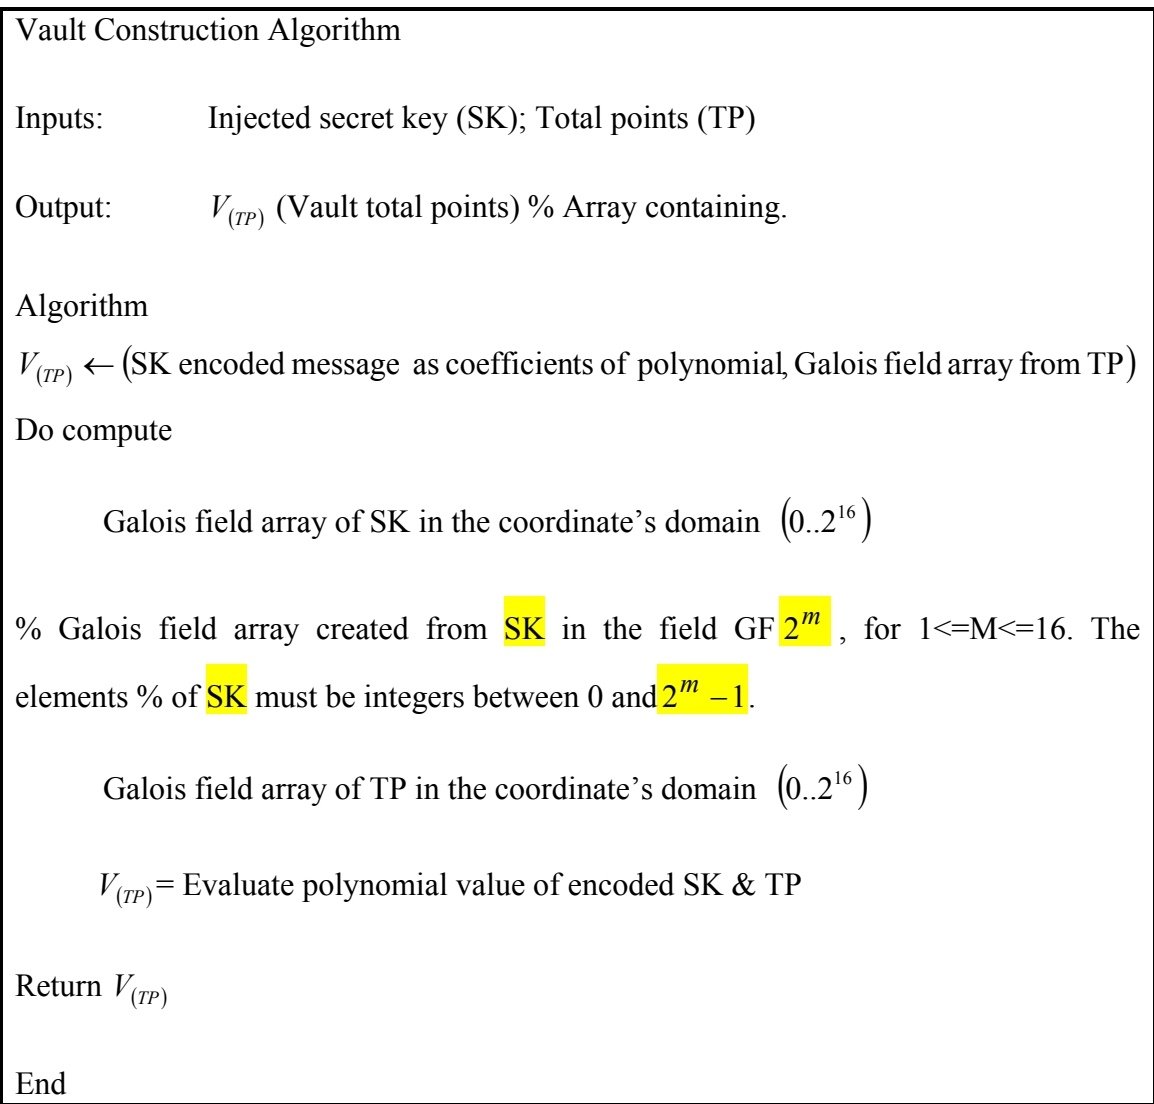 Vault Construction Algorithm
Inputs: Injected secret key (SK); Total points (TP)
Output: V_(TP) (Vault total points) % Array containing.
Algorithm
V_(TP) ← (SK encoded message as coefficients of polynomial, Galois field array from TP)
Do compute
Galois field array of SK in the coordinate’s domain (0..2^16)
% Galois field array created from SK in the field GF 2^m , for 1<=M<=16. The
elements % of SK must be integers between 0 and 2^m − 1.
Galois field array of TP in the coordinate’s domain (0..2^16)
V_(TP) = Evaluate polynomial value of encoded SK & TP
Return V_(TP)
End